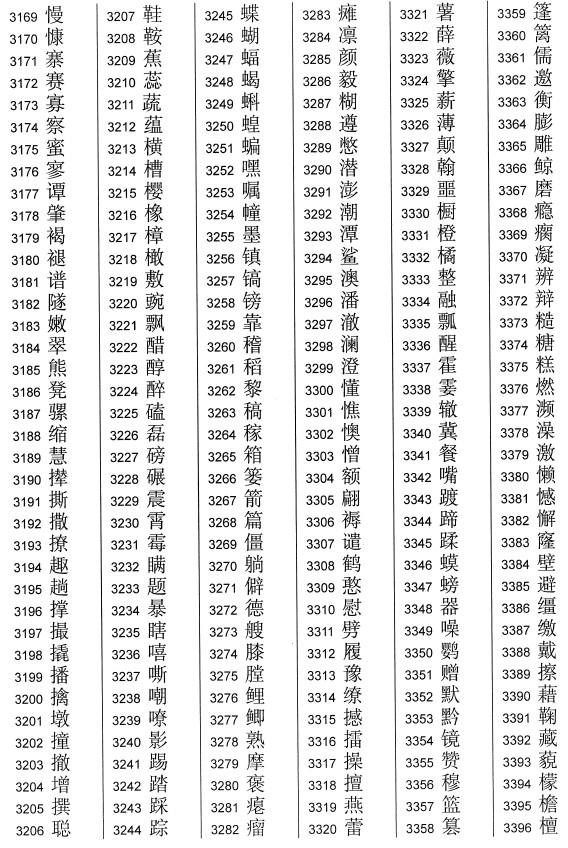 3169 慢
3170 慷
3171 寨
3172 赛
3173 寡
3174 察
3175 蜜
3176 寥
3177 谭
3178 肇
3179 褐
3180 褪
3181 谱
3182 隧
3183 嫩
3184 翠
3185 熊
3186 凳
3187 骡
3188 缩
3189 慧
3190 撵
3191 撕
3192 撒
3193 撩
3194 趣
3195 趟
3196 撑
3197 撮
3198 撬
3199 播
3200 擒
3201 墩
3202 撞
3203 撤
3204 增
3205 撰
3206 聪
3207 鞋
3208 鞍
3209 蕉
3210 蕊
3211 蔬
3212 蕴
3213 横
3214 槽
3215 樱
3216 橡
3217 樟
3218 橄
3219 敷
3220 豌
3221 飘
3222 醋
3223 醇
3224 醉
3225 磕
3226 磊
3227 磅
3228 碾
3229 震
3230 霄
3231 霉
3232 瞒
3233 题
3234 暴
3235 瞎
3236 嘻
3237 嘶
3238 嘲
3239 嘹
3240 影
3241 踢
3242 踏
3243 踩
3244 踪
3245 蝶
3246 蝴
3247 蝠
3248 蝎
3249 蝌
3250 蝗
3251 蝙
3252 嘿
3253 嘱
3254 幢
3255 墨
3256 镇
3257 镐
3258 镑
3259 靠
3260 稽
3261 稻
3262 黎
3263 稿
3264 稼
3265 箱
3266 篓
3267 箭
3268 篇
3269 僵
3270 躺
3271 僻
3272 德
3273 艘
3274 膝
3275 膛
3276 鲤
3277 鲫
3278 熟
3279 摩
3280 褒
3281 瘪
3282 瘤
3283 瘫
3284 凛
3285 颜
3286 毅
3287 糊
3288 遵
3289 憋
3290 潜
3291 澎
3292 潮
3293 潭
3294 鲨
3295 澳
3296 潘
3297 澈
3298 澜
3299 澄
3300 懂
3301 憔
3302 懊
3303 憎
3304 额
3305 翩
3306 褥
3307 谴
3308 鹤
3309 憨
3310 慰
3311 劈
3312 履
3313 豫
3314 缭
3315 撼
3316 擂
3317 操
3318 擅
3319 燕
3320 蕾
3321 薯
3322 薛
3323 薇
3324 擎
3325 薪
3326 薄
3327 颠
3328 翰
3329 噩
3330 橱
3331 橙
3332 橘
3333 整
3334 融
3335 瓢
3336 醒
3337 霍
3338 霎
3339 辙
3340 冀
3341 餐
3342 嘴
3343 踱
3344 蹄
3345 蹂
3346 蟆
3347 螃
3348 器
3349 噪
3350 鹦
3351 赠
3352 默
3353 黔
3354 镜
3355 赞
3356 穆
3357 篮
3358 篡
3359 篷
3360 篱
3361 儒
3362 邀
3363 衡
3364 膨
3365 雕
3366 鲸
3367 磨
3368 瘾
3369 瘸
3370 凝
3371 辨
3372 辩
3373 糙
3374 糖
3375 糕
3376 燃
3377 濒
3378 澡
3379 激
3380 懒
3381 憾
3382 懈
3383 窿
3384 壁
3385 避
3386 缰
3387 缴
3388 戴
3389 擦
3390 藉
3391 鞠
3392 藏
3393 藐
3394 檬
3395 檐
3396 檀